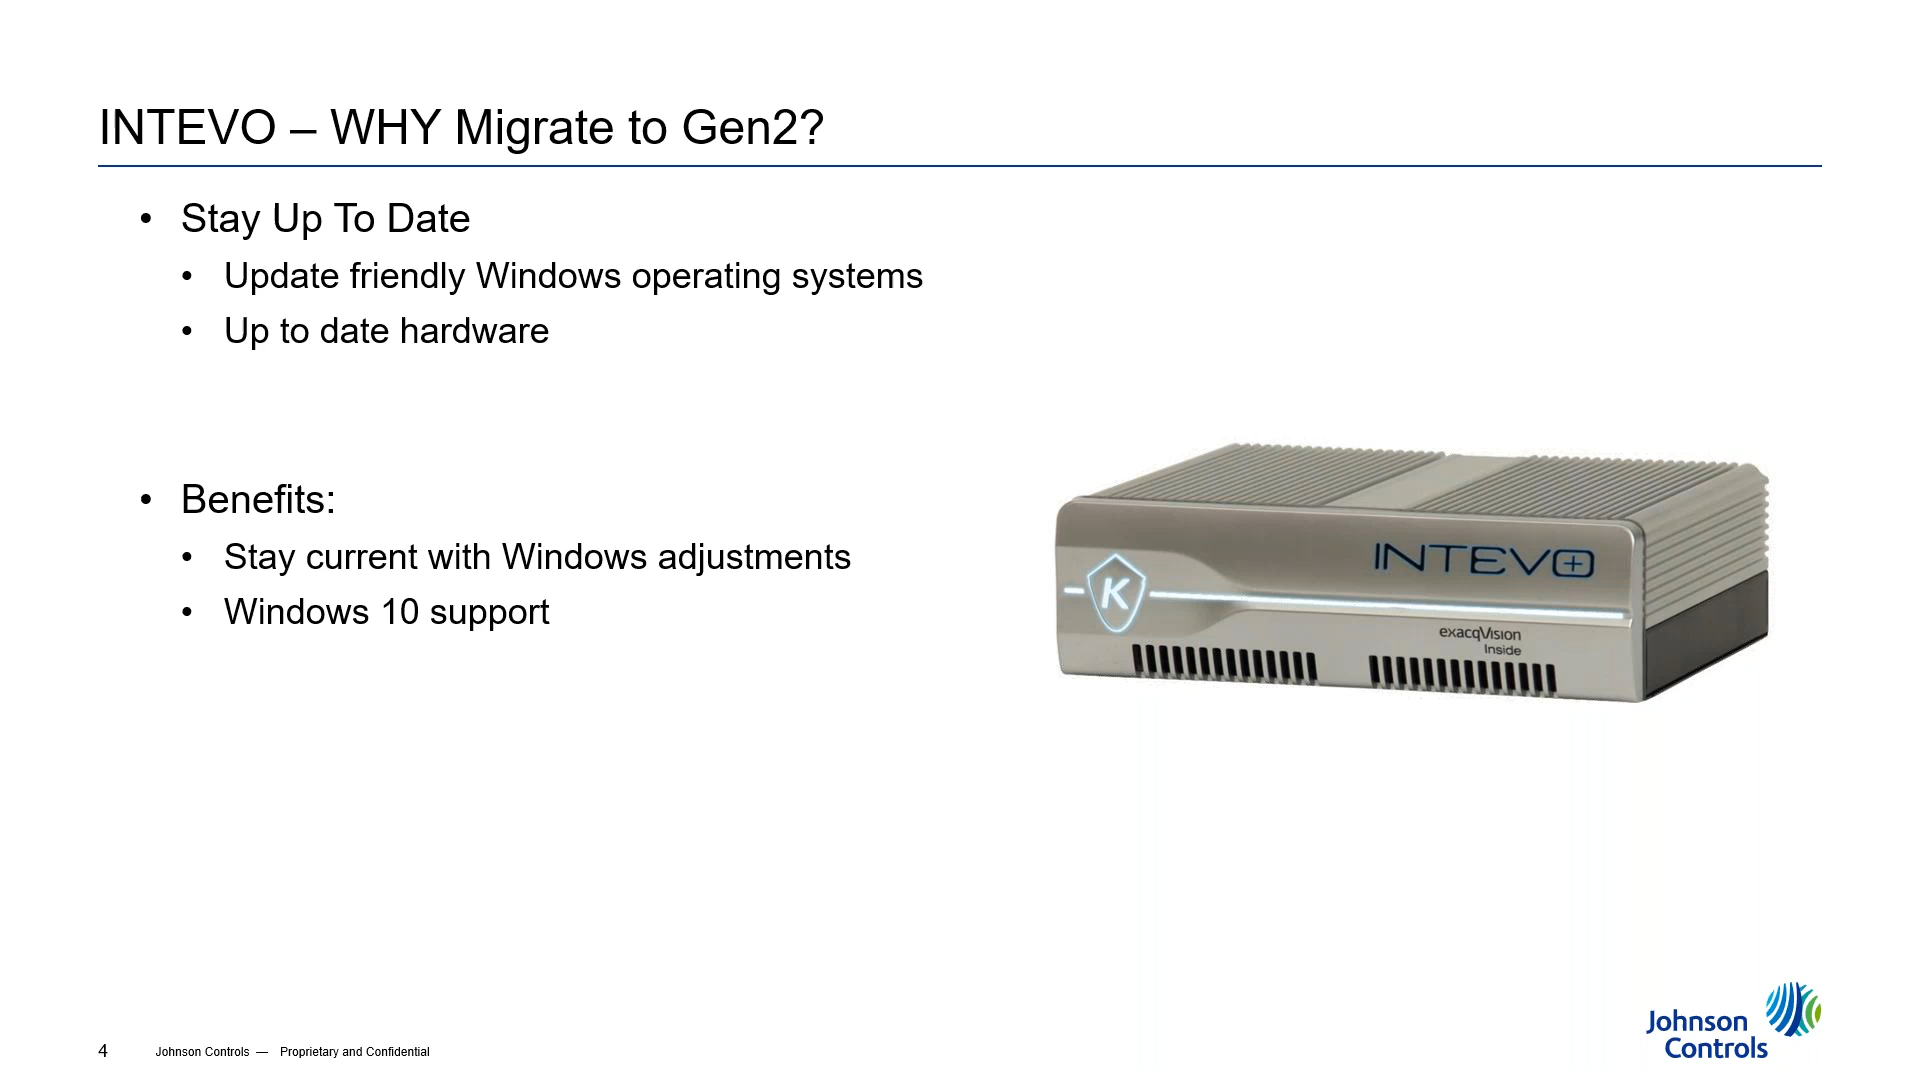 INTEVO – WHY Migrate to Gen2?
• Stay Up To Date
• Update friendly Windows operating systems
• Up to date hardware
• Benefits:
• Stay current with Windows adjustments
• Windows 10 support
INTEVO+
K
exacqVision
Inside
Johnson
Controls
4 Johnson Controls — Proprietary and Confidential